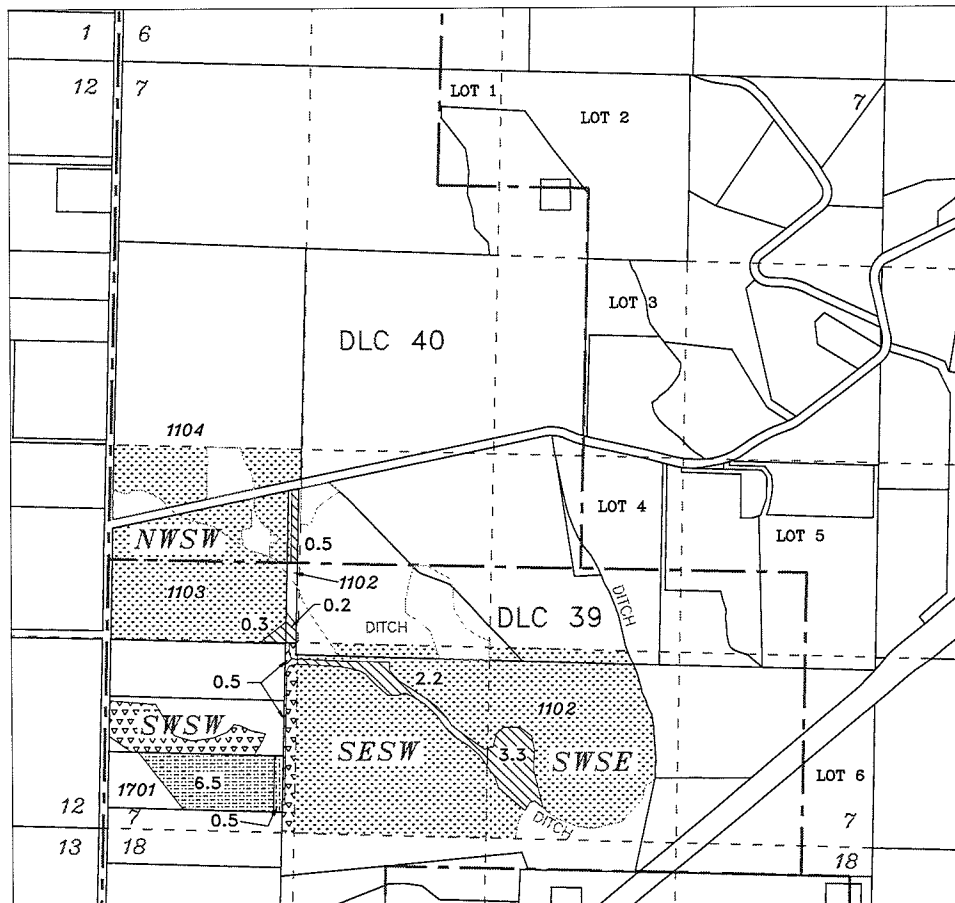 1 6
12 7
LOT 1
7
LOT 2
LOT 3
DLC 40
1104
NWSW
0.5
LOT 4
LOT 5
1103
1102
0.2
0.3
DITCH
DLC 39
DITCH
0.5
2.2
1102
SWSW
SESW
3.3
SWSE
1701
6.5
LOT 6
12 7
0.5
DITCH
7
13 18
18